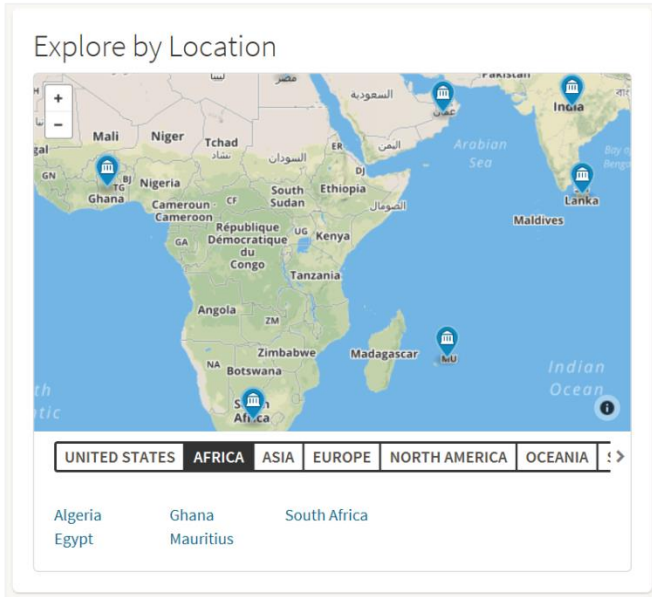 Explore by Location
ليبيا
مصر
Pakistan
+
السعودية
عمان
India
−
Mali
Niger
Tchad
تشاد
ER
اليمن
Arabian
Sea
السودان
DJ
GN
BJ
TG
Nigeria
Ghana
Cameroun
Cameroon
CF
South
Sudan
Ethiopia
الصومال
Lanka
Maldives
République
Démocratique
du
Congo
UG
Kenya
GA
Tanzania
Angola
ZM
Zimbabwe
Madagascar
MU
NA
Botswana
Indian
Ocean
Africa
UNITED STATES AFRICA ASIA EUROPE NORTH AMERICA OCEANIA
Algeria Ghana South Africa
Egypt Mauritius